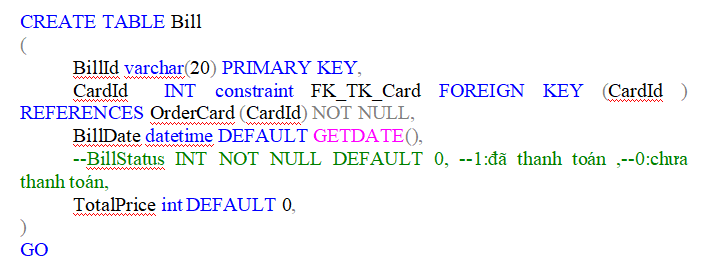 CREATE TABLE Bill
(
BillId varchar(20) PRIMARY KEY,
CardId INT constraint FK_TK_Card FOREIGN KEY (CardId )
REFERENCES OrderCard (CardId) NOT NULL,
BillDate datetime DEFAULT GETDATE(),
--BillStatus INT NOT NULL DEFAULT 0, --1:đã thanh toán ,--0:chưa
thanh toán,
TotalPrice int DEFAULT 0,
)
GO